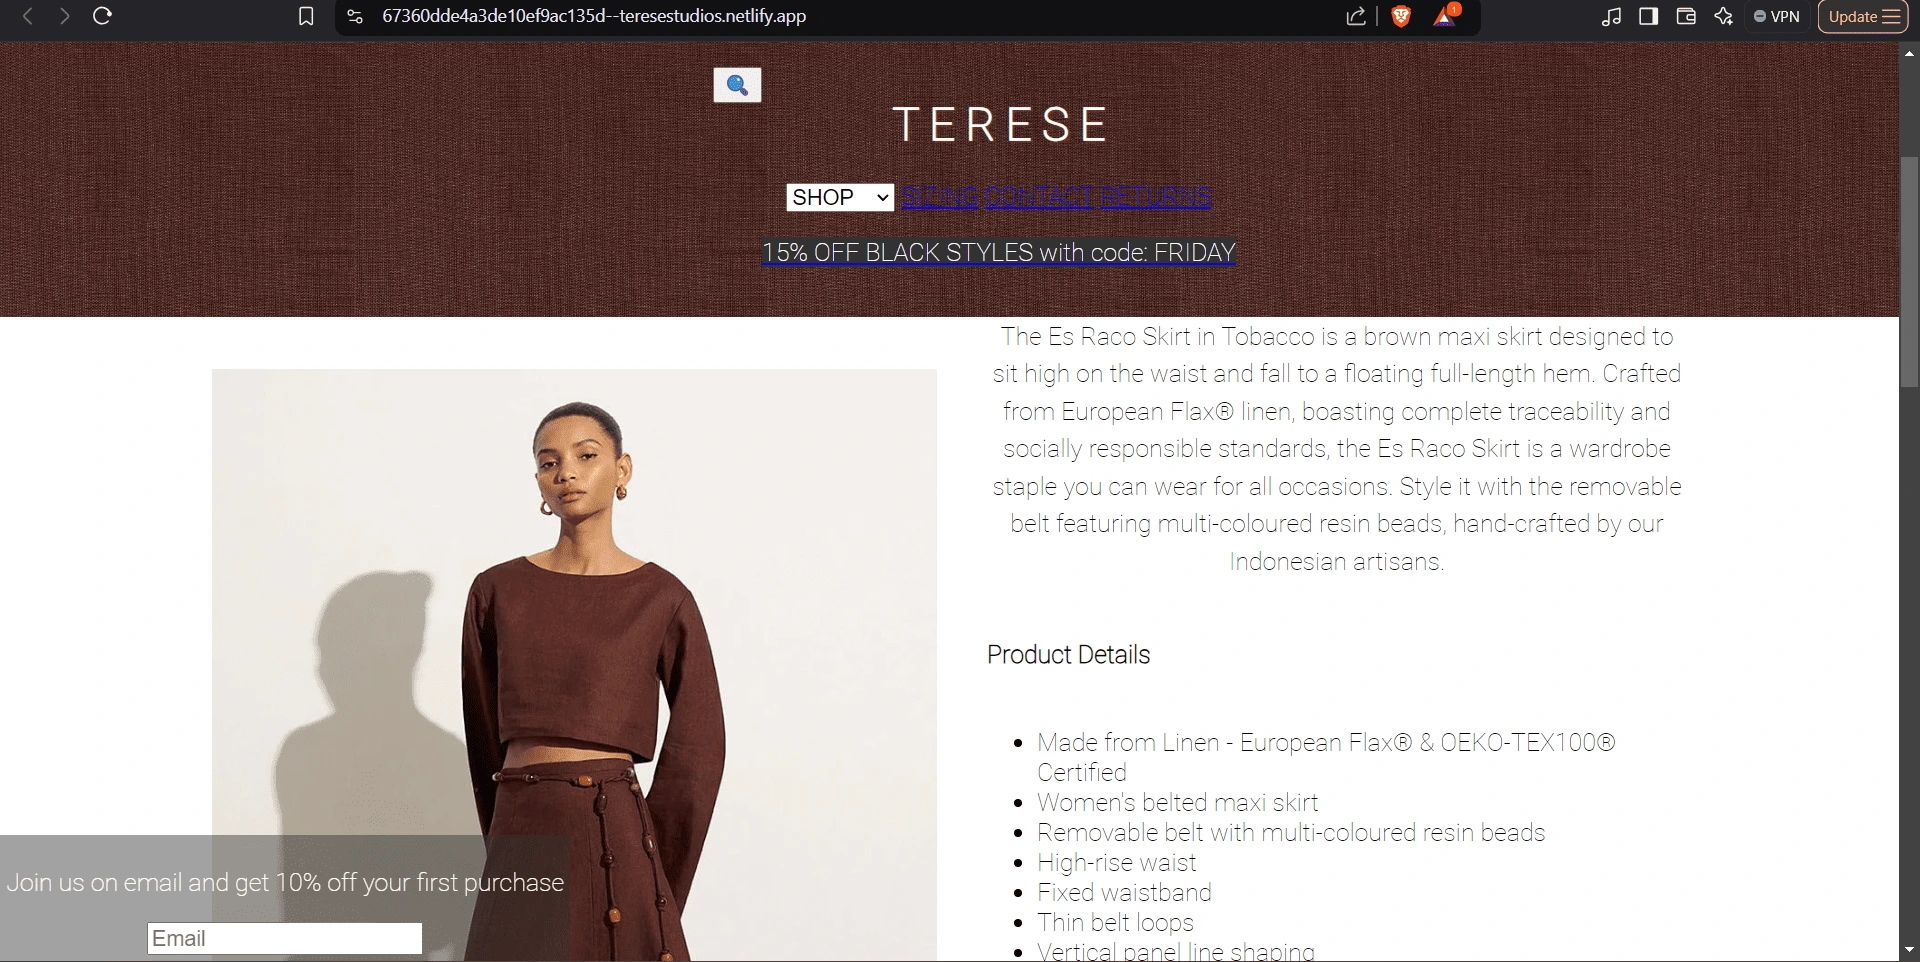 67360dde4a3de10ef9ac135d--teresestudios.netlify.app
1
VPN
Update
TERESE
SHOP SIZING CONTACT RETURNS
15% OFF BLACK STYLES with code: FRIDAY
The Es Raco Skirt in Tobacco is a brown maxi skirt designed to
sit high on the waist and fall to a floating full-length hem. Crafted
from European Flax® linen, boasting complete traceability and
socially responsible standards, the Es Raco Skirt is a wardrobe
staple you can wear for all occasions. Style it with the removable
belt featuring multi-coloured resin beads, hand-crafted by our
Indonesian artisans.
Product Details
Made from Linen - European Flax® & OEKO-TEX100®
Certified
Women's belted maxi skirt
Removable belt with multi-coloured resin beads
High-rise waist
Fixed waistband
Thin belt loops
Vertical panel line shaping
Join us on email and get 10% off your first purchase
Email